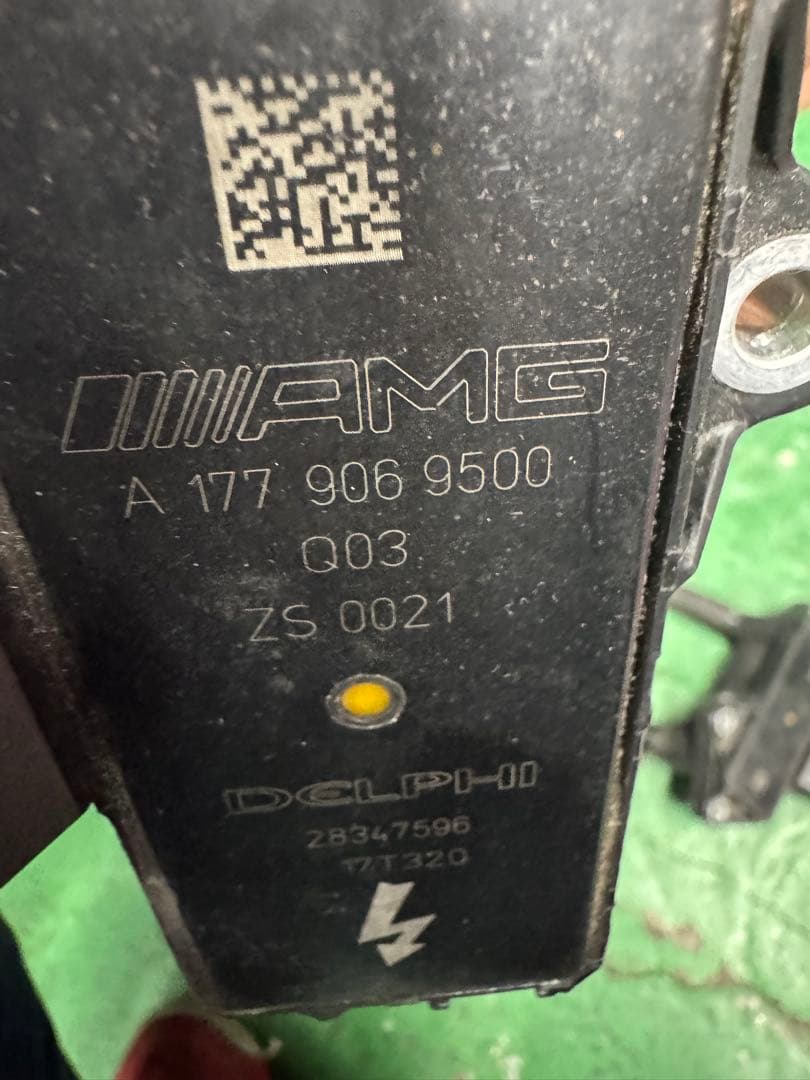 AMG
A 177 906 9500
Q03
ZS 0021
DELPHI
28347596
17T320